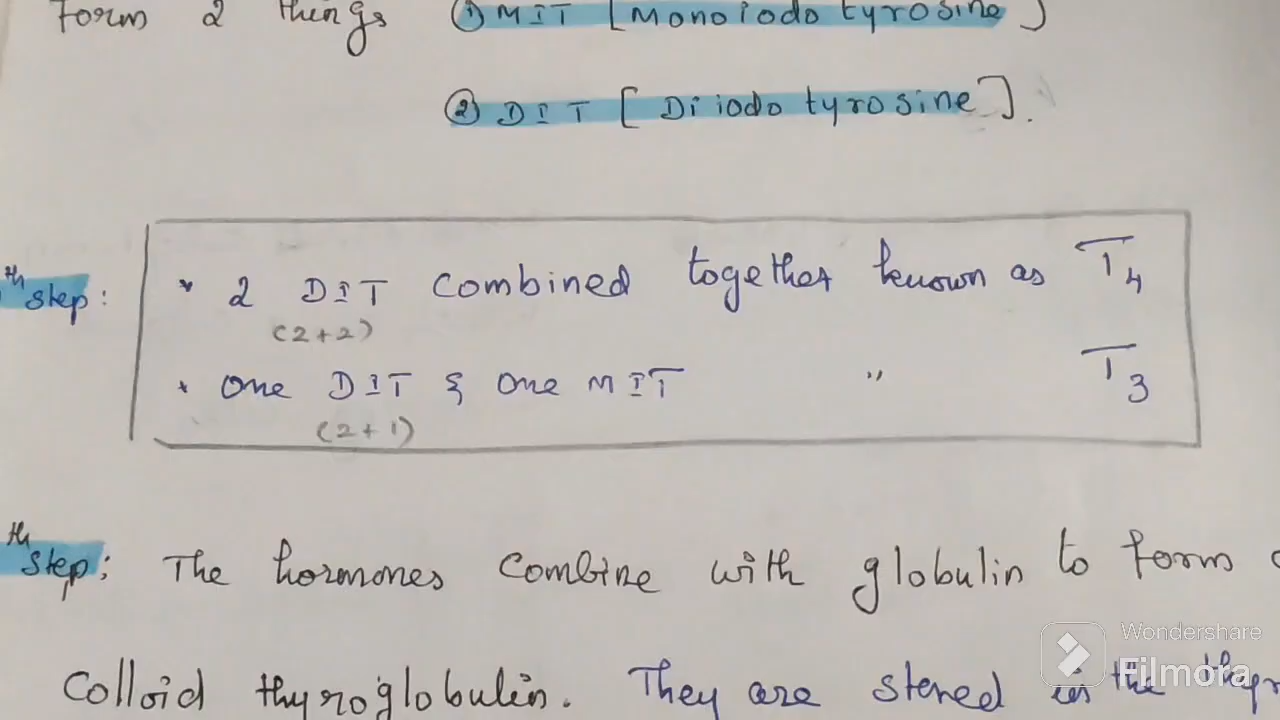 form 2 things ① MIT [Monoiodo tyrosine]
② DIT [Di iodo tyrosine].
th step: * 2 DIT combined together known as T4
(2+2)
* One DIT & One MIT " T3
(2+1)
th step: The hormones combine with globulin to form
Colloid thyroglobulin. They are stored in the
Wondershare
Filmora